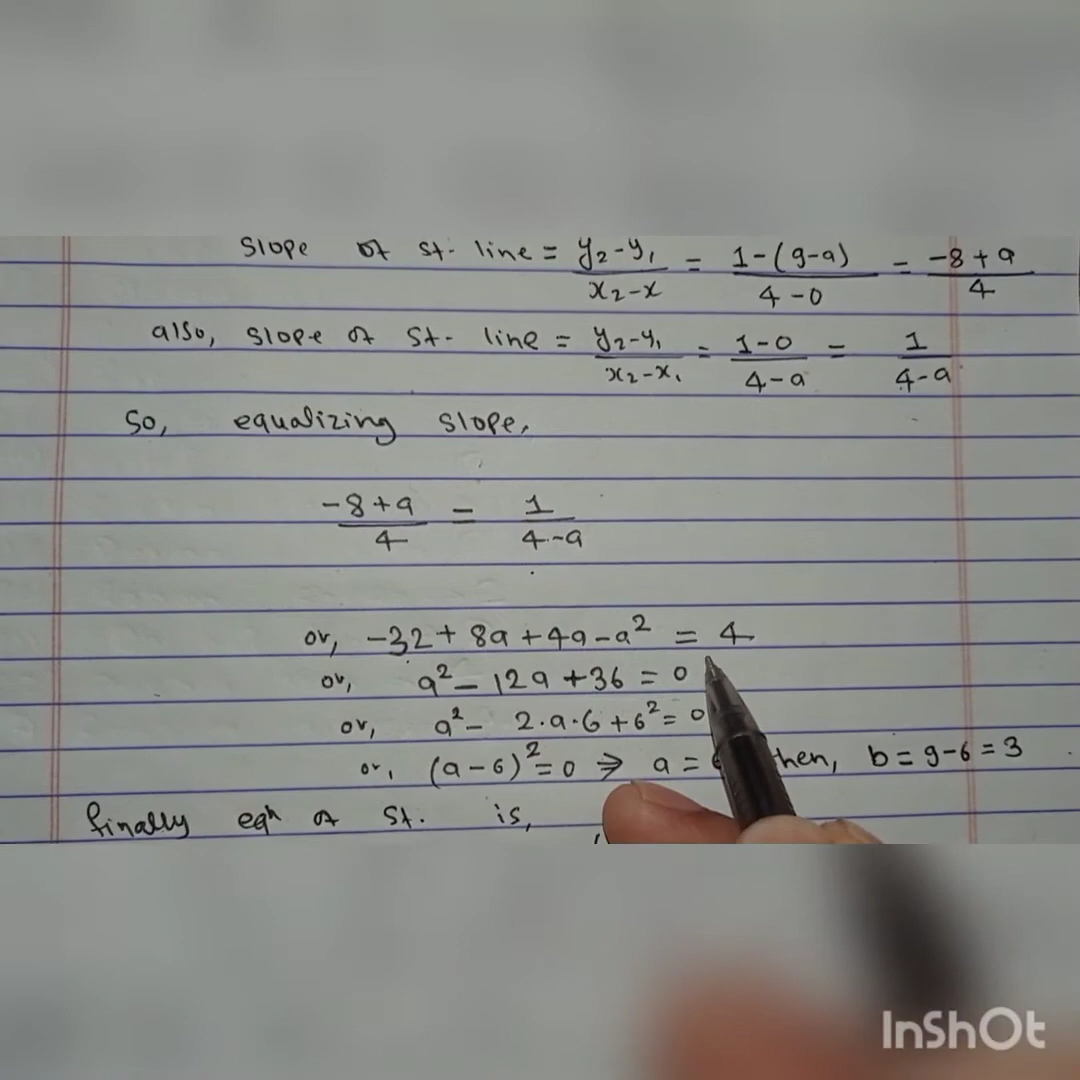 slope of st. line = y₂-y₁/x₂-x = 1-(9-a)/4-0 = -8+a/4
also, slope of st. line = y₂-y₁/x₂-x₁ = 1-0/4-a = 1/4-a
So, equalizing slope,
-8+a/4 = 1/4-a
or, -32+8a+4a-a² = 4
or, a²-12a+36=0
or, a²-2·a·6+6²=0
or, (a-6)²=0 ⇒ a= hen, b=9-6=3
finally eqⁿ of st. is,
InShOt